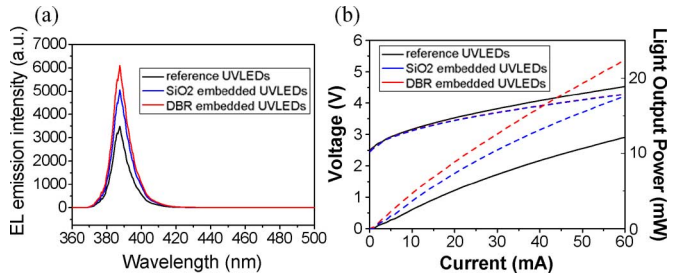 (a)
EL emission intensity (a.u.)
7000
6000
5000
4000
3000
2000
1000
0
reference UVLEDs
SiO2 embedded UVLEDs
DBR embedded UVLEDs
360 380 400 420 440 460 480 500
Wavelength (nm)
(b)
Voltage (V)
6
5
4
3
2
1
0
reference UVLEDs
SiO2 embedded UVLEDs
DBR embedded UVLEDs
0 10 20 30 40 50 60
Current (mA)
20
10
0
Light Output Power (mW)